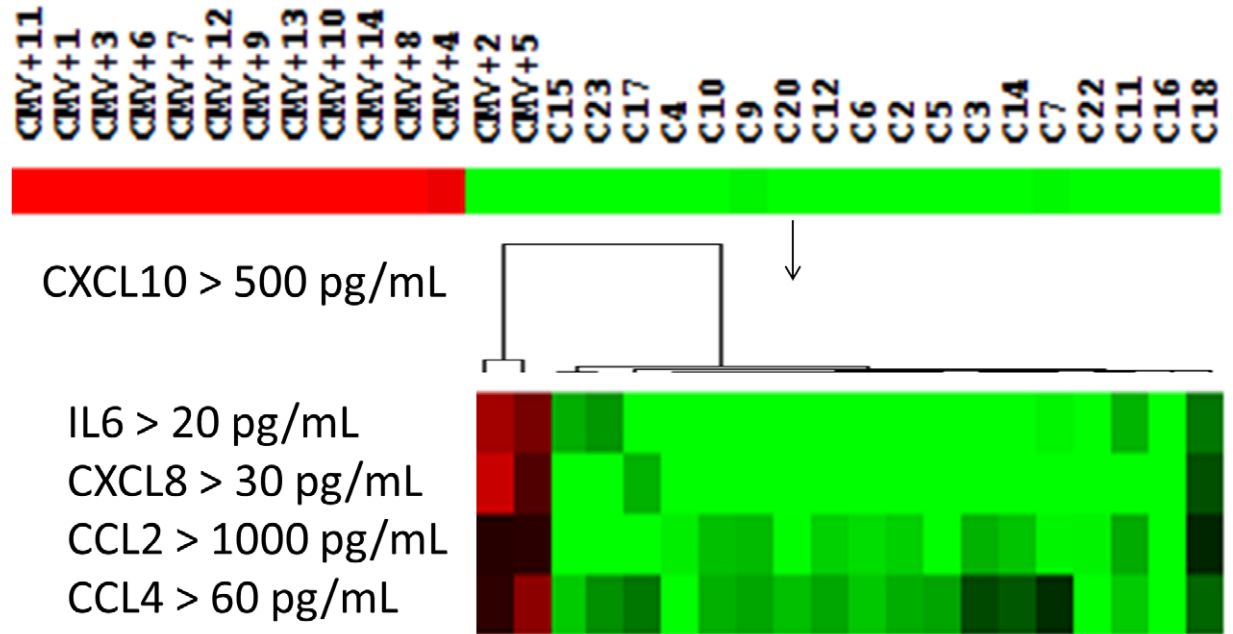 CMV+11
CMV+1
CMV+3
CMV+6
CMV+7
CMV+12
CMV+9
CMV+13
CMV+10
CMV+14
CMV+8
CMV+4
CMV+2
CMV+5
C15
C23
C17
C4
C10
C9
C20
C12
C6
C2
C5
C3
C14
C7
C22
C11
C16
C18
CXCL10 > 500 pg/mL
IL6 > 20 pg/mL
CXCL8 > 30 pg/mL
CCL2 > 1000 pg/mL
CCL4 > 60 pg/mL